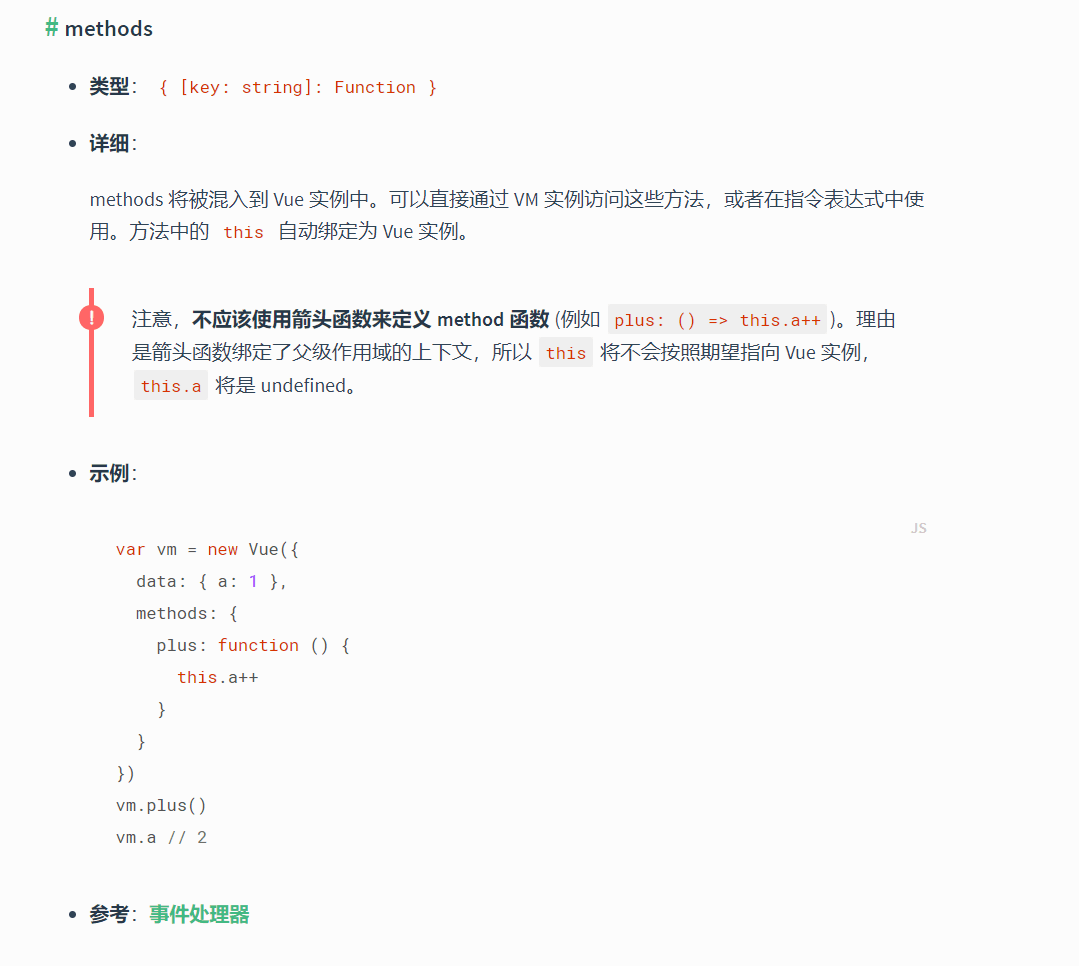 # methods
• 类型： { [key: string]: Function }
• 详细：
methods 将被混入到 Vue 实例中。可以直接通过 VM 实例访问这些方法，或者在指令表达式中使
用。方法中的 this 自动绑定为 Vue 实例。
! 注意，不应该使用箭头函数来定义 method 函数 (例如 plus: () => this.a++)。理由
是箭头函数绑定了父级作用域的上下文，所以 this 将不会按照期望指向 Vue 实例，
this.a 将是 undefined。
• 示例：
JS
var vm = new Vue({
  data: { a: 1 },
  methods: {
    plus: function () {
      this.a++
    }
  }
})
vm.plus()
vm.a // 2
• 参考：事件处理器